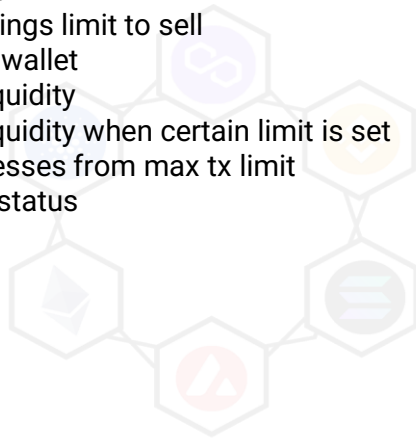 ings limit to sell
wallet
quidity
quidity when certain limit is set
esses from max tx limit
status